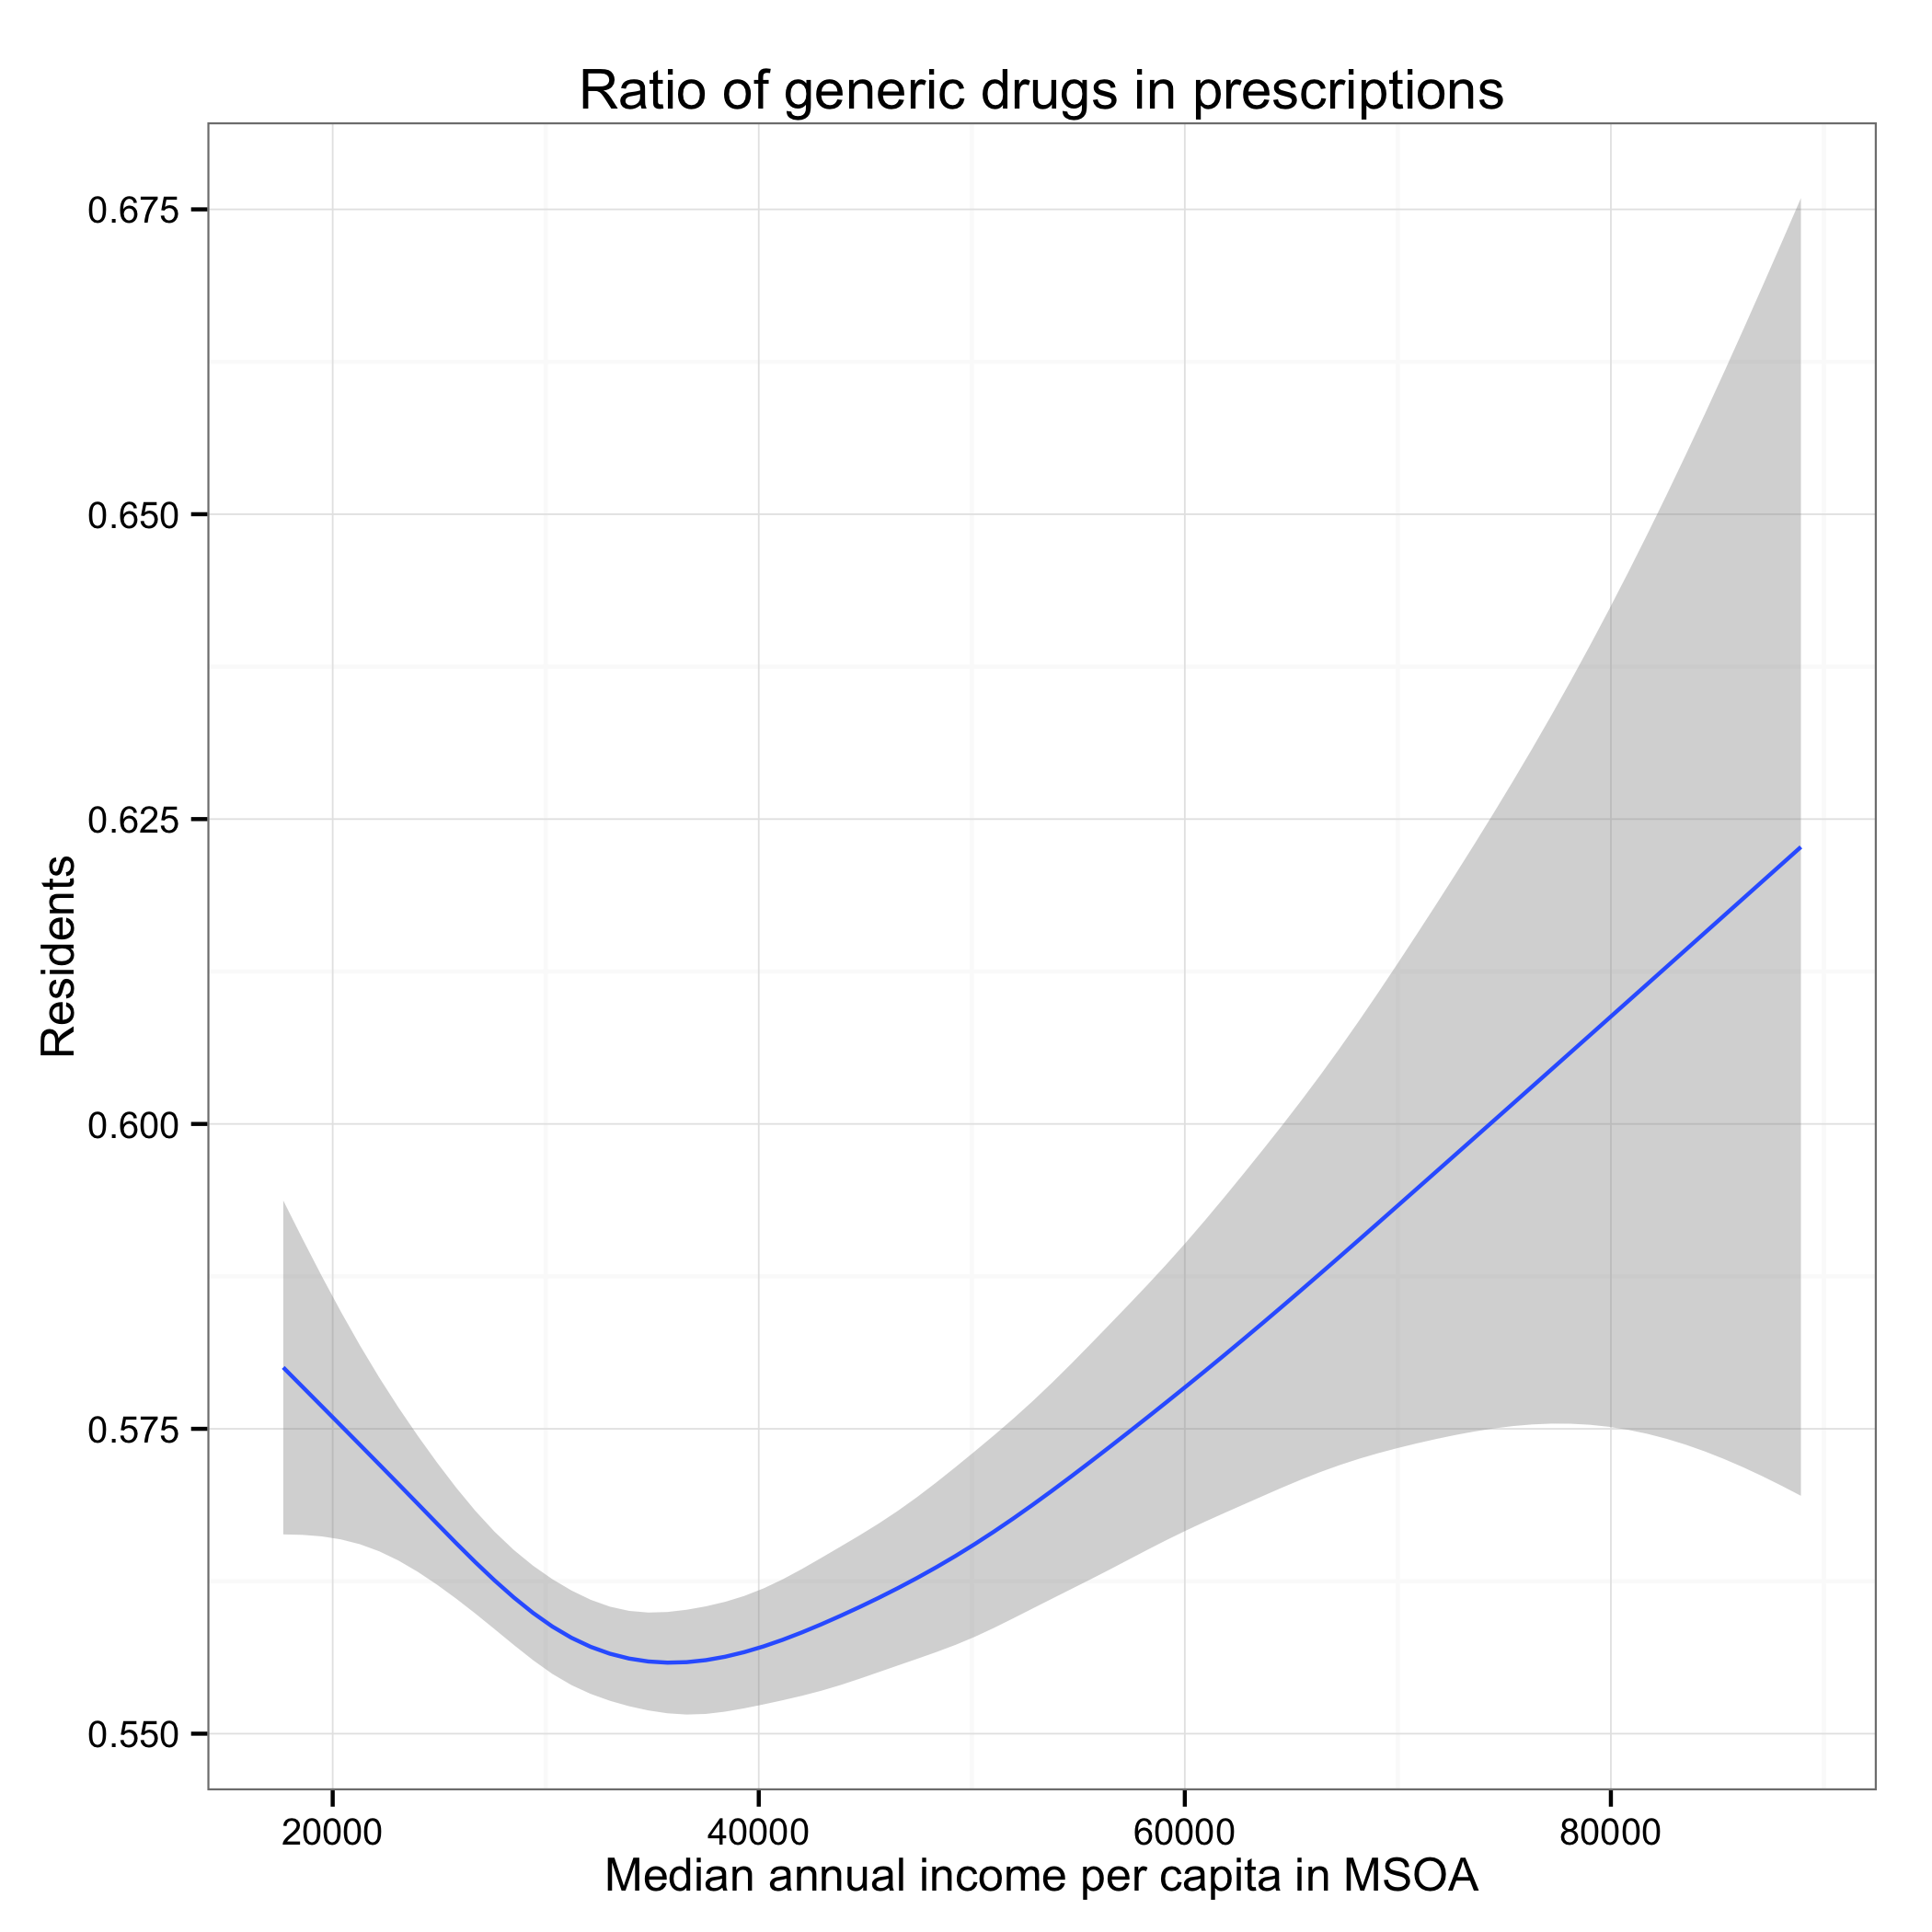 Ratio of generic drugs in prescriptions
0.675
0.650
0.625
0.600
0.575
0.550
Residents
20000 40000 60000 80000
Median annual income per capita in MSOA